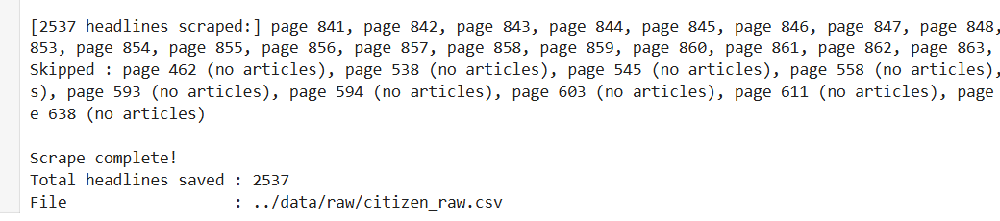 [2537 headlines scraped:] page 841, page 842, page 843, page 844, page 845, page 846, page 847, page 848,
853, page 854, page 855, page 856, page 857, page 858, page 859, page 860, page 861, page 862, page 863,
Skipped : page 462 (no articles), page 538 (no articles), page 545 (no articles), page 558 (no articles),
s), page 593 (no articles), page 594 (no articles), page 603 (no articles), page 611 (no articles), page
e 638 (no articles)
Scrape complete!
Total headlines saved : 2537
File : ../data/raw/citizen_raw.csv